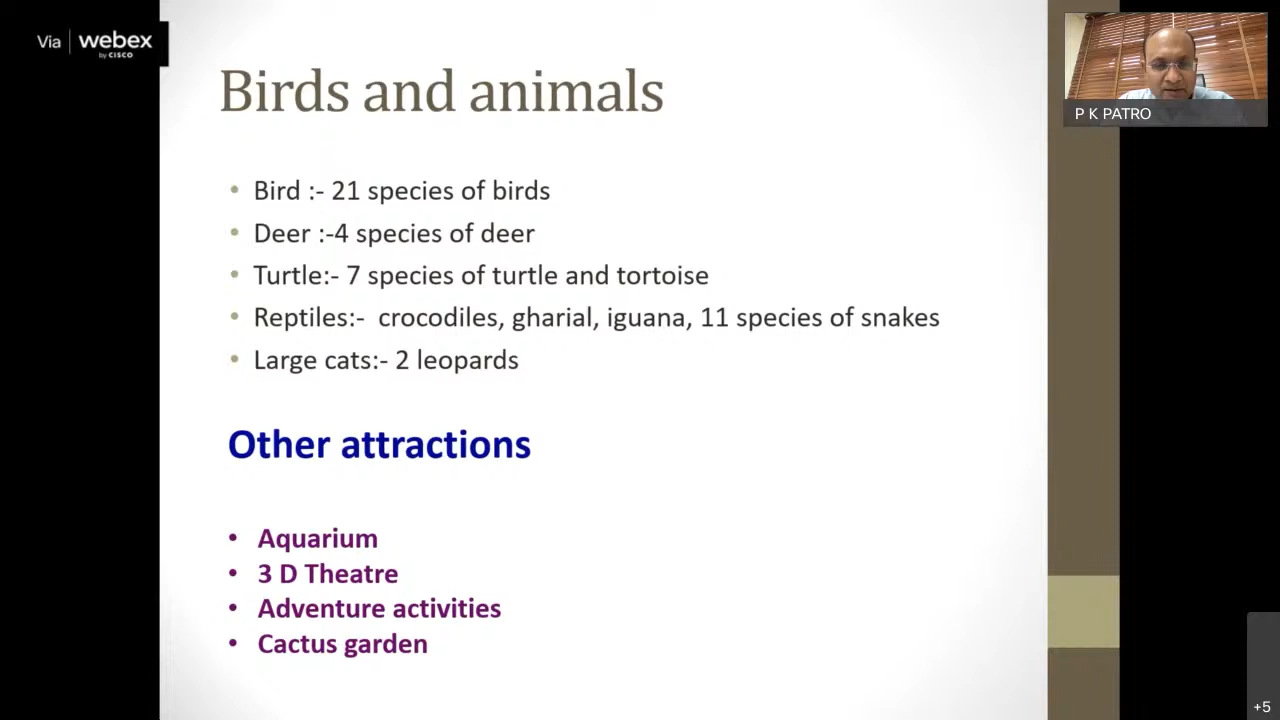 Via | webex
by CISCO
Birds and animals
P K PATRO
• Bird :- 21 species of birds
• Deer :-4 species of deer
• Turtle:- 7 species of turtle and tortoise
• Reptiles:- crocodiles, gharial, iguana, 11 species of snakes
• Large cats:- 2 leopards
Other attractions
• Aquarium
• 3 D Theatre
• Adventure activities
• Cactus garden
+5